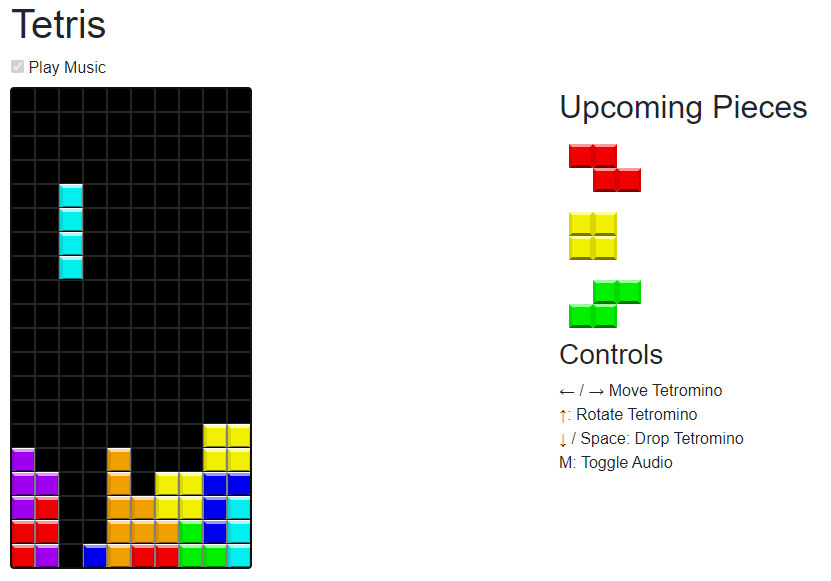 Tetris
Play Music
Upcoming Pieces
Controls
← / → Move Tetromino
↑: Rotate Tetromino
↓ / Space: Drop Tetromino
M: Toggle Audio